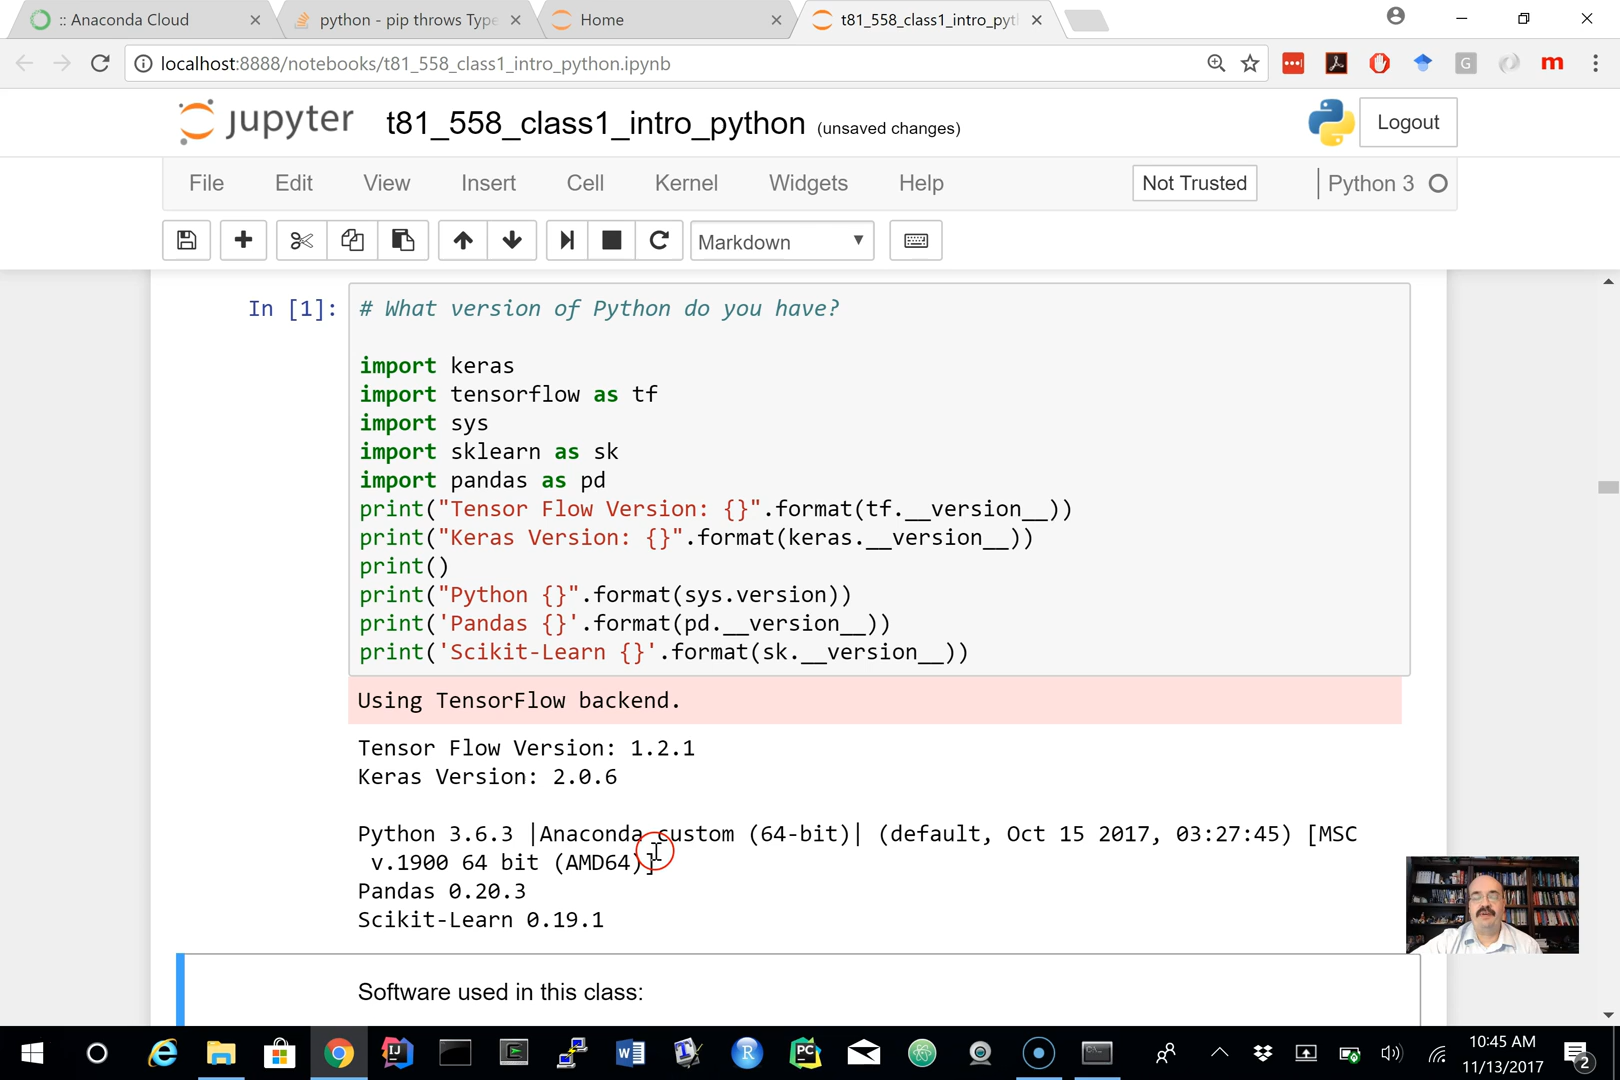 :: Anaconda Cloud
python - pip throws Type
Home
t81_558_class1_intro_pyt
localhost:8888/notebooks/t81_558_class1_intro_python.ipynb
G
m
jupyter
t81_558_class1_intro_python (unsaved changes)
Logout
File Edit View Insert Cell Kernel Widgets Help
Not Trusted
Python 3
Markdown
In [1]:
# What version of Python do you have?
import keras
import tensorflow as tf
import sys
import sklearn as sk
import pandas as pd
print("Tensor Flow Version: {}".format(tf.__version__))
print("Keras Version: {}".format(keras.__version__))
print()
print("Python {}".format(sys.version))
print('Pandas {}'.format(pd.__version__))
print('Scikit-Learn {}'.format(sk.__version__))
Using TensorFlow backend.
Tensor Flow Version: 1.2.1
Keras Version: 2.0.6
Python 3.6.3 |Anaconda custom (64-bit)| (default, Oct 15 2017, 03:27:45) [MSC
v.1900 64 bit (AMD64)]
Pandas 0.20.3
Scikit-Learn 0.19.1
Software used in this class:
IJ
W
R
PC
10:45 AM
11/13/2017
2